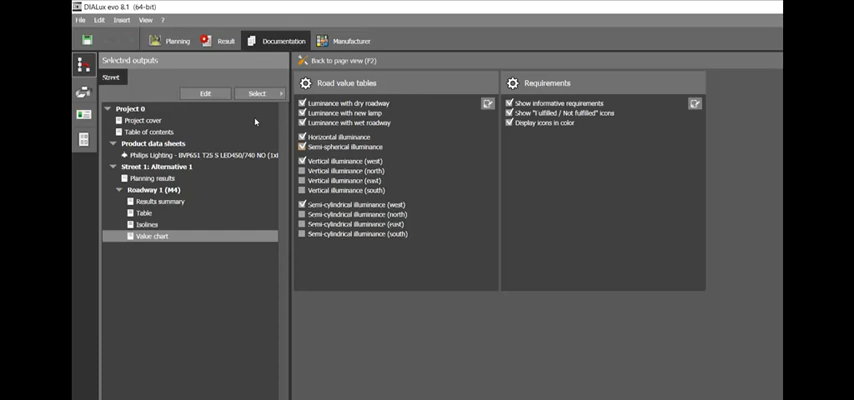 DIALux evo 8.1 (64-bit)
File Edit Insert View ?
Planning Result Documentation Manufacturer
Selected outputs
Back to page view (F2)
Street
Edit Select
Project 0
Project cover
Table of contents
Product data sheets
Philips Lighting - BVP651 T25 S LED450/740 NO (1xl
Street 1: Alternative 1
Planning results
Roadway 1 (M4)
Results summary
Table
Isolines
Value chart
Road value tables
Luminance with dry roadway
Luminance with new lamp
Luminance with wet roadway
Horizontal illuminance
Semi-spherical illuminance
Vertical illuminance (west)
Vertical illuminance (north)
Vertical illuminance (east)
Vertical illuminance (south)
Semi-cylindrical illuminance (west)
Semi-cylindrical illuminance (north)
Semi-cylindrical illuminance (east)
Semi-cylindrical illuminance (south)
Requirements
Show informative requirements
Show "Fulfilled / Not fulfilled" icons
Display icons in color